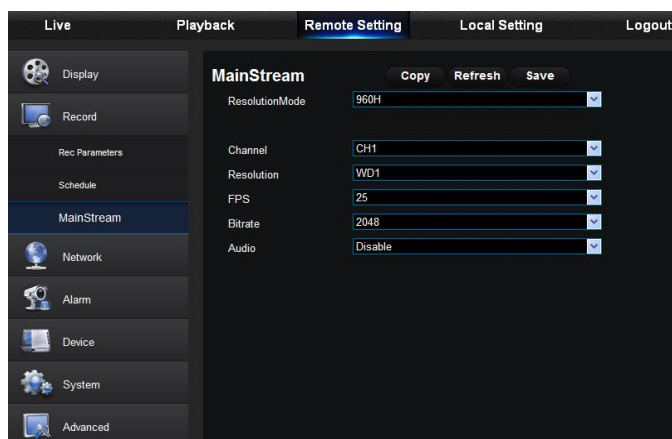 Live Playback Remote Setting Local Setting Logout
Display
Record
Rec Parameters
Schedule
MainStream
Network
Alarm
Device
System
Advanced
MainStream Copy Refresh Save
ResolutionMode 960H
Channel CH1
Resolution WD1
FPS 25
Bitrate 2048
Audio Disable